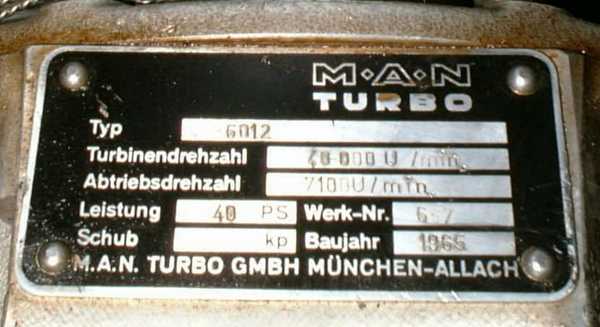 M·A·N
TURBO
Typ 6012
Turbinendrehzahl 40 000 U/min
Abtriebsdrehzahl 7100U/min
Leistung 40 PS Werk-Nr.
Schub kp Baujahr 1965
M.A.N. TURBO GMBH MÜNCHEN-ALLACH